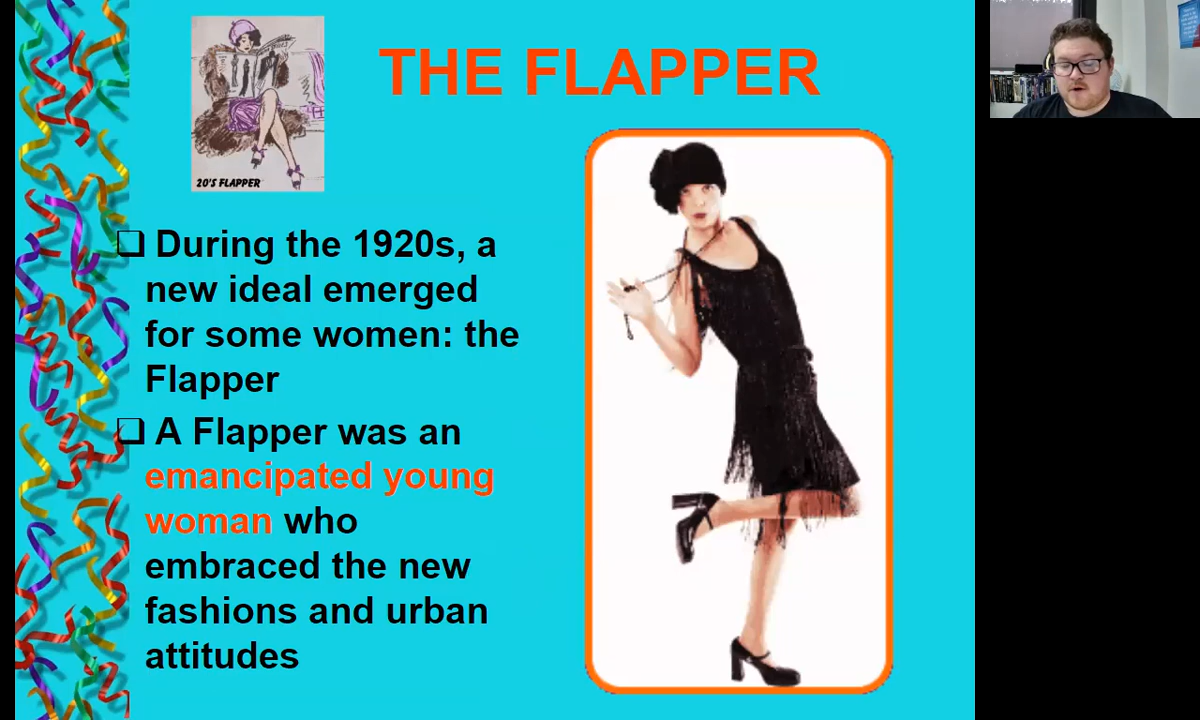 THE FLAPPER
20'S FLAPPER
❑ During the 1920s, a
new ideal emerged
for some women: the
Flapper
❑ A Flapper was an
emancipated young
woman who
embraced the new
fashions and urban
attitudes